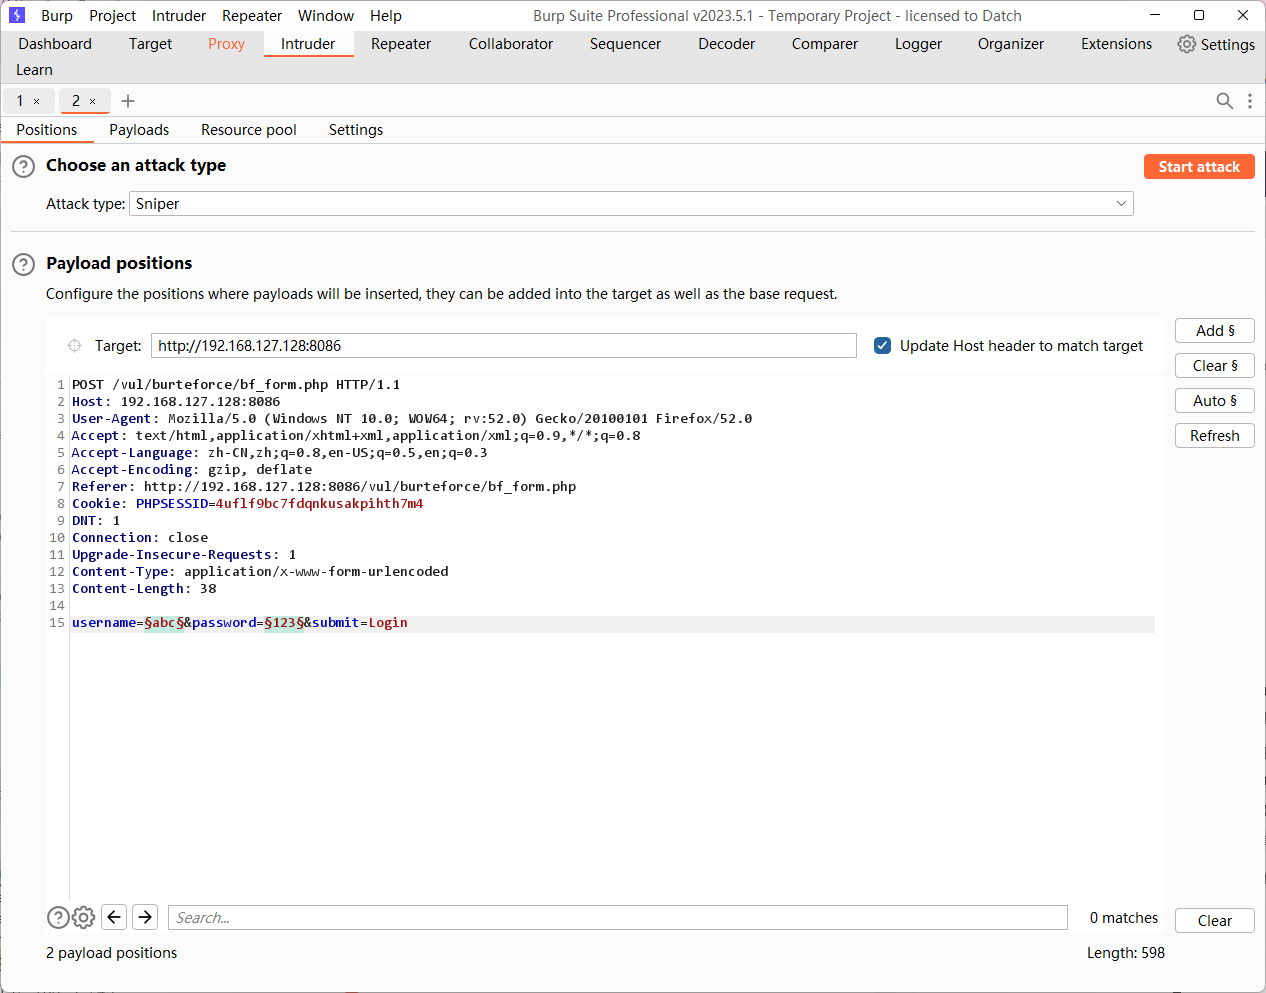 Burp Project Intruder Repeater Window Help Burp Suite Professional v2023.5.1 - Temporary Project - licensed to Datch
Dashboard Target Proxy Intruder Repeater Collaborator Sequencer Decoder Comparer Logger Organizer Extensions Settings
Learn
1 × 2 × +
Positions Payloads Resource pool Settings
Choose an attack type
Start attack
Attack type: Sniper
Payload positions
Configure the positions where payloads will be inserted, they can be added into the target as well as the base request.
Add §
Target: http://192.168.127.128:8086 Update Host header to match target
Clear §
Auto §
Refresh
1 POST /vul/burteforce/bf_form.php HTTP/1.1
2 Host: 192.168.127.128:8086
3 User-Agent: Mozilla/5.0 (Windows NT 10.0; WOW64; rv:52.0) Gecko/20100101 Firefox/52.0
4 Accept: text/html,application/xhtml+xml,application/xml;q=0.9,*/*;q=0.8
5 Accept-Language: zh-CN,zh;q=0.8,en-US;q=0.5,en;q=0.3
6 Accept-Encoding: gzip, deflate
7 Referer: http://192.168.127.128:8086/vul/burteforce/bf_form.php
8 Cookie: PHPSESSID=4uflf9bc7fdqnkusakpihth7m4
9 DNT: 1
10 Connection: close
11 Upgrade-Insecure-Requests: 1
12 Content-Type: application/x-www-form-urlencoded
13 Content-Length: 38
14
15 username=§abc§&password=§123§&submit=Login
Search... 0 matches Clear
2 payload positions Length: 598